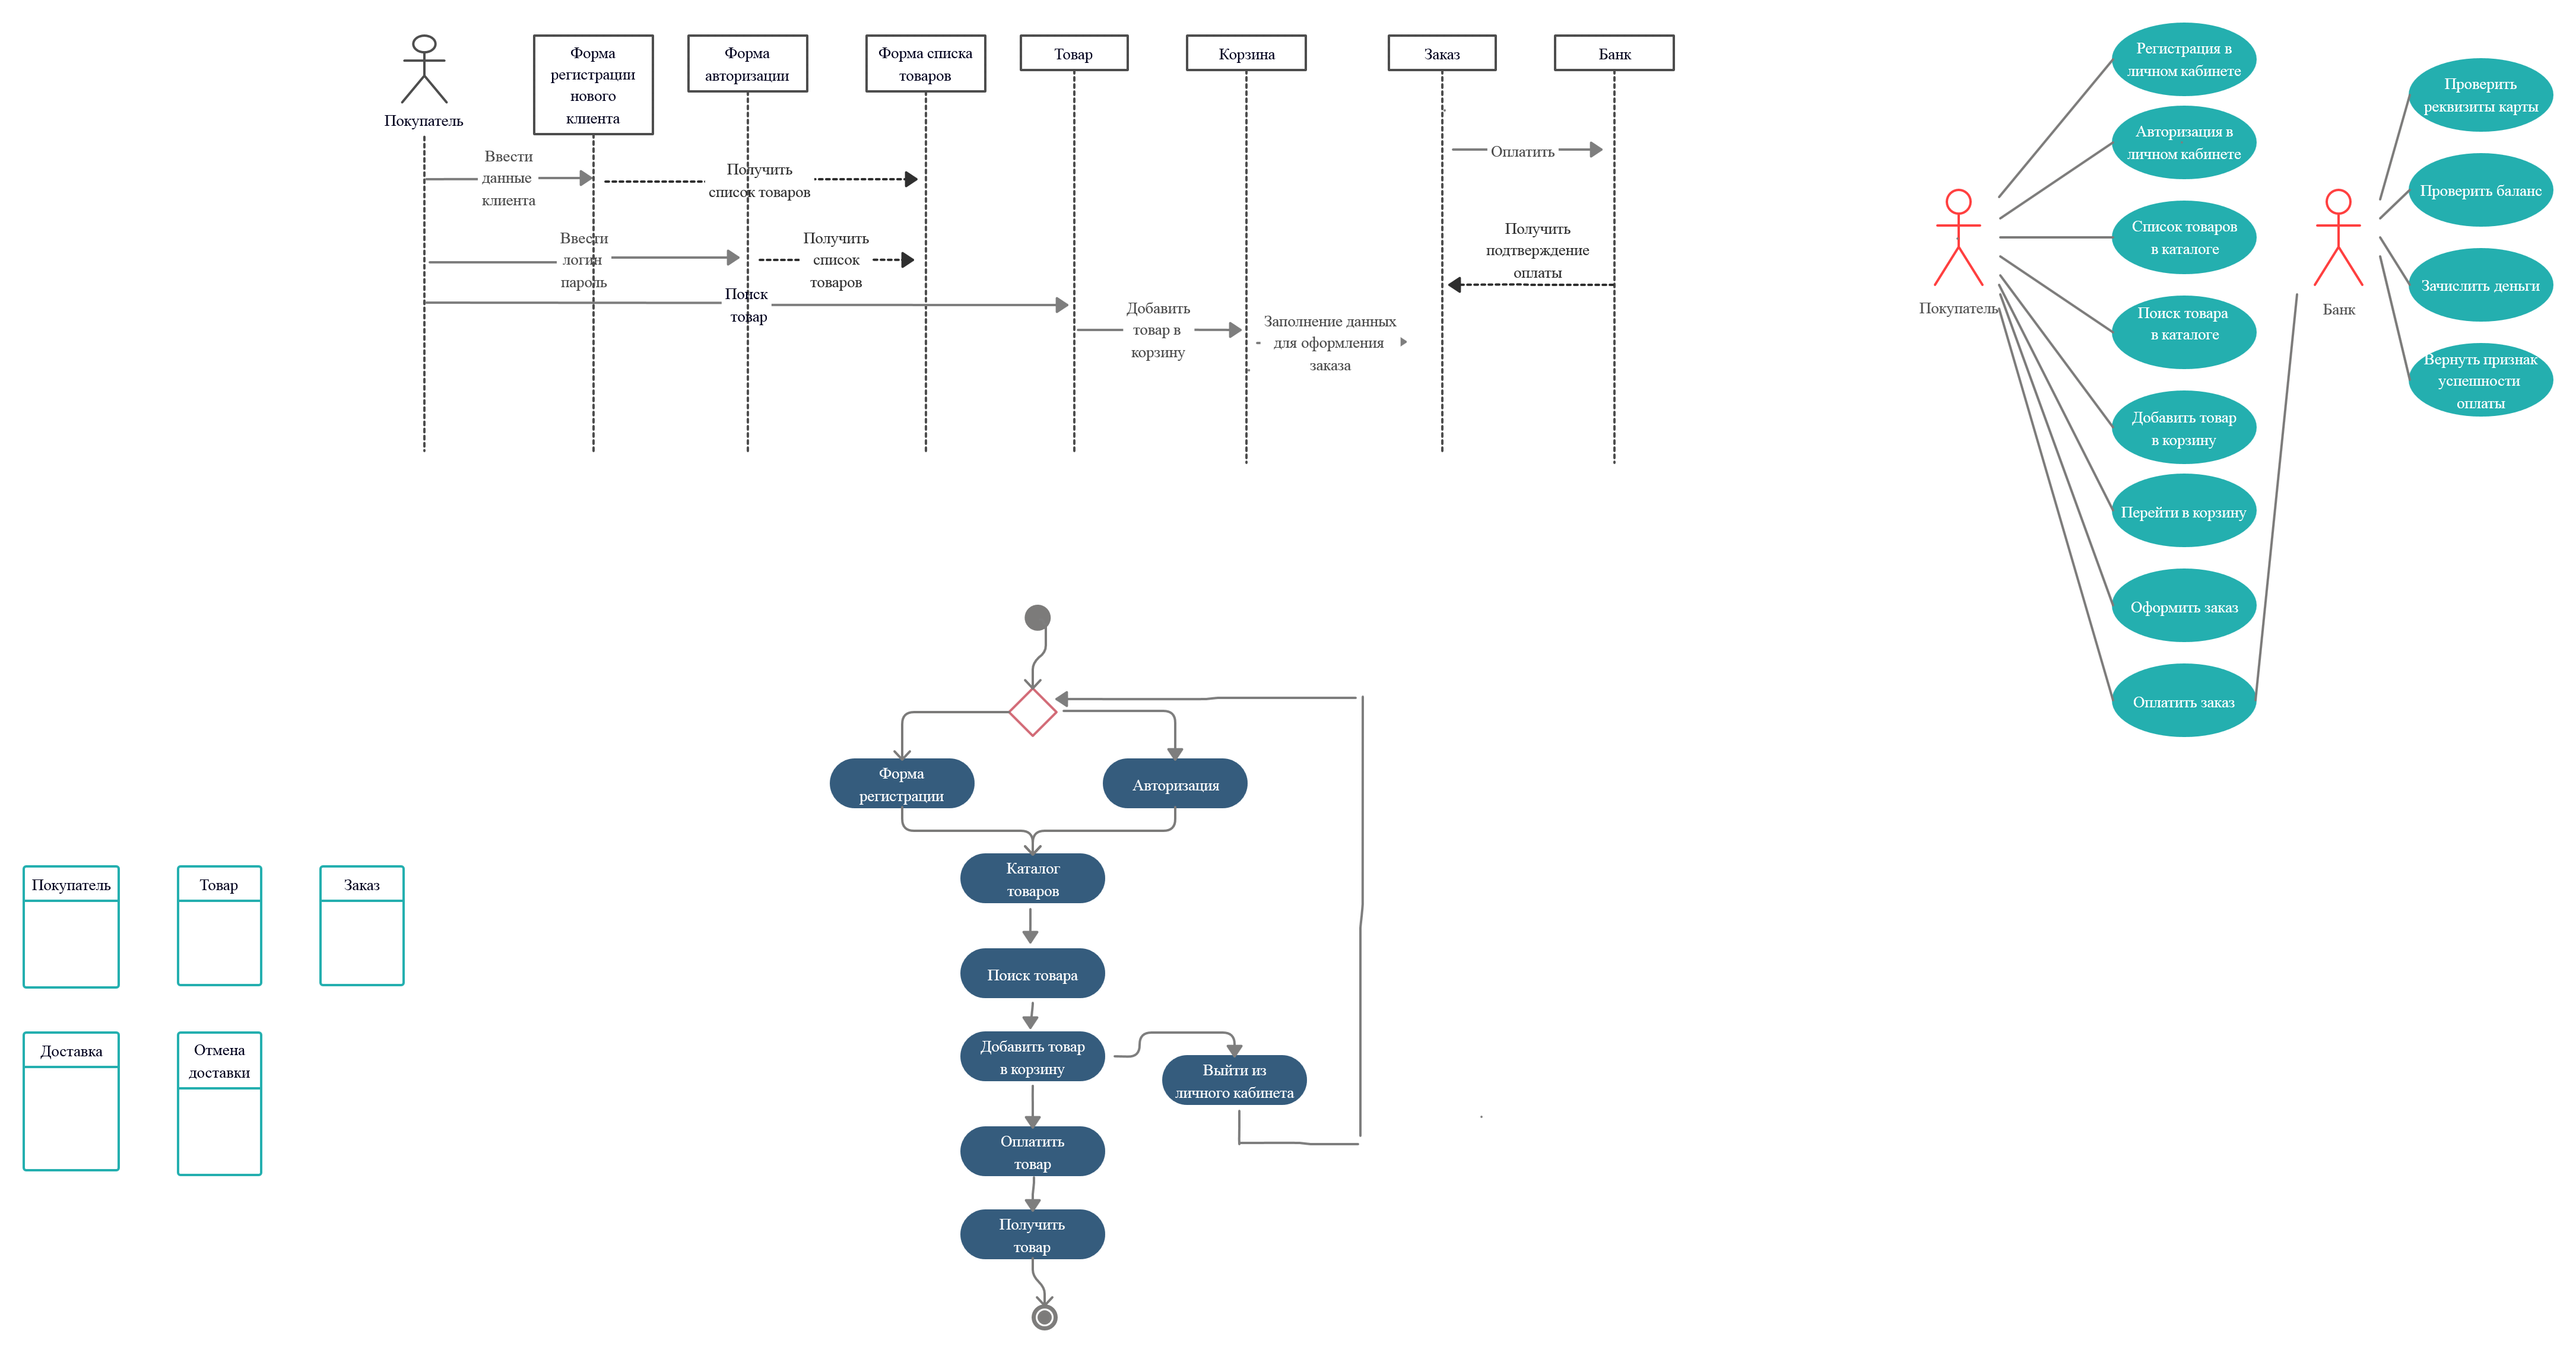 Покупатель
Форма
регистрации
нового
клиента
Форма
авторизации
Форма списка
товаров
Товар
Корзина
Заказ
Банк
Ввести
данные
клиента
Получить
список товаров
Ввести
логин
пароль
Получить
список
товаров
Поиск
товар
Добавить
товар в
корзину
Заполнение данных
для оформления
заказа
Оплатить
Получить
подтверждение
оплаты
Покупатель
Регистрация в
личном кабинете
Авторизация в
личном кабинете
Список товаров
в каталоге
Поиск товара
в каталоге
Добавить товар
в корзину
Перейти в корзину
Оформить заказ
Оплатить заказ
Банк
Проверить
реквизиты карты
Проверить баланс
Зачислить деньги
Вернуть признак
успешности
оплаты
Форма
регистрации
Авторизация
Каталог
товаров
Поиск товара
Добавить товар
в корзину
Выйти из
личного кабинета
Оплатить
товар
Получить
товар
Покупатель
Товар
Заказ
Доставка
Отмена
доставки